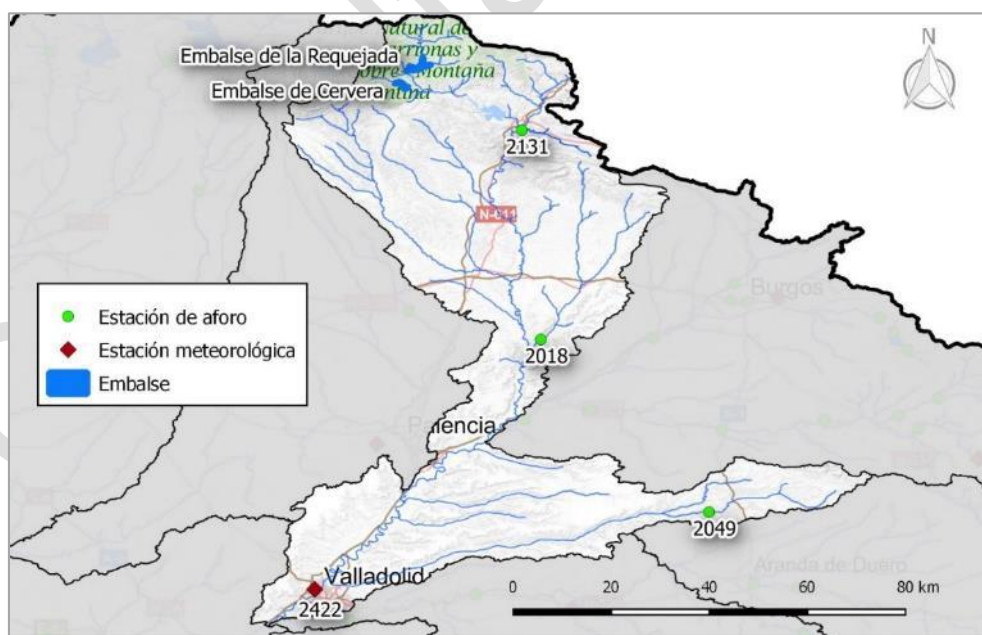 Embalse de la Requejada
Embalse de Cervera
2131
N-611
Burgos
Estación de aforo
Estación meteorológica
Embalse
2018
Palencia
2049
Aranda de Duero
Valladolid
2422
N
0 20 40 60 80 km